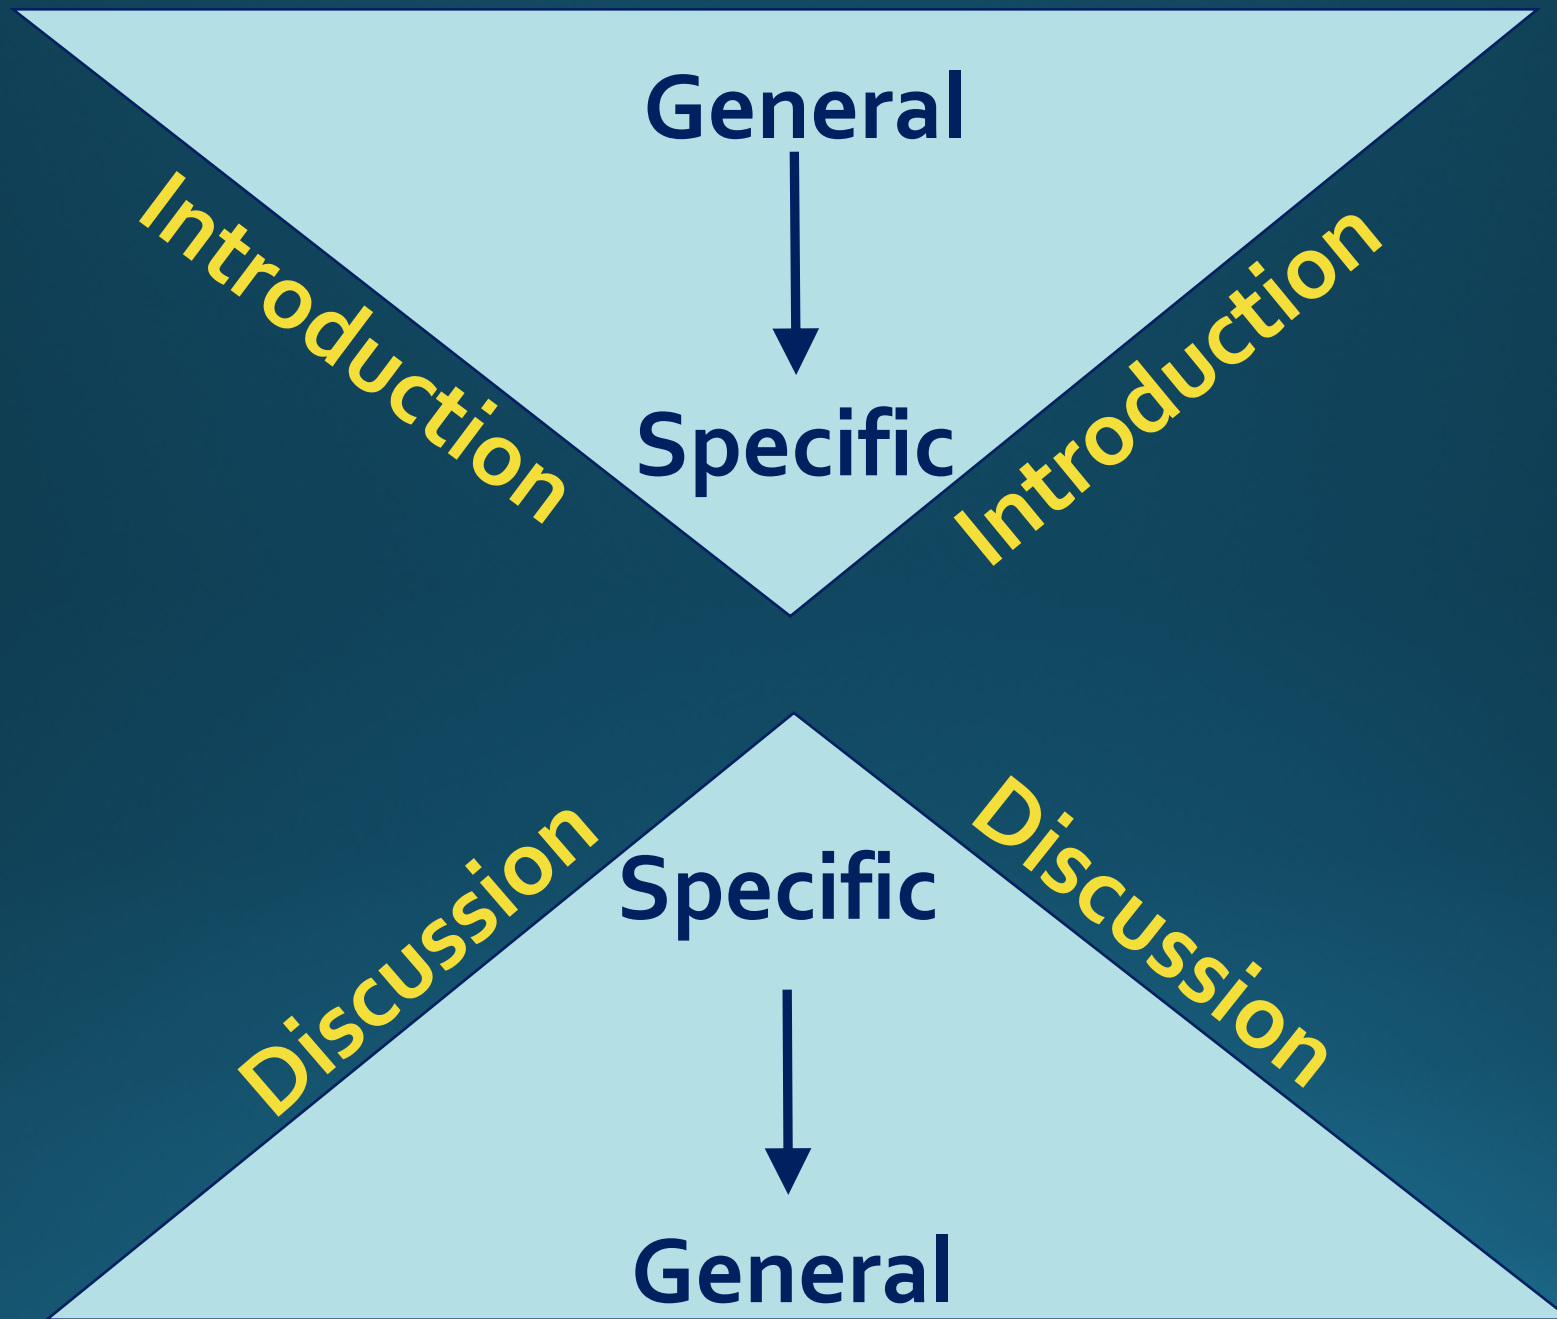 General
Introduction
Introduction
Specific
Discussion
Specific
Discussion
General